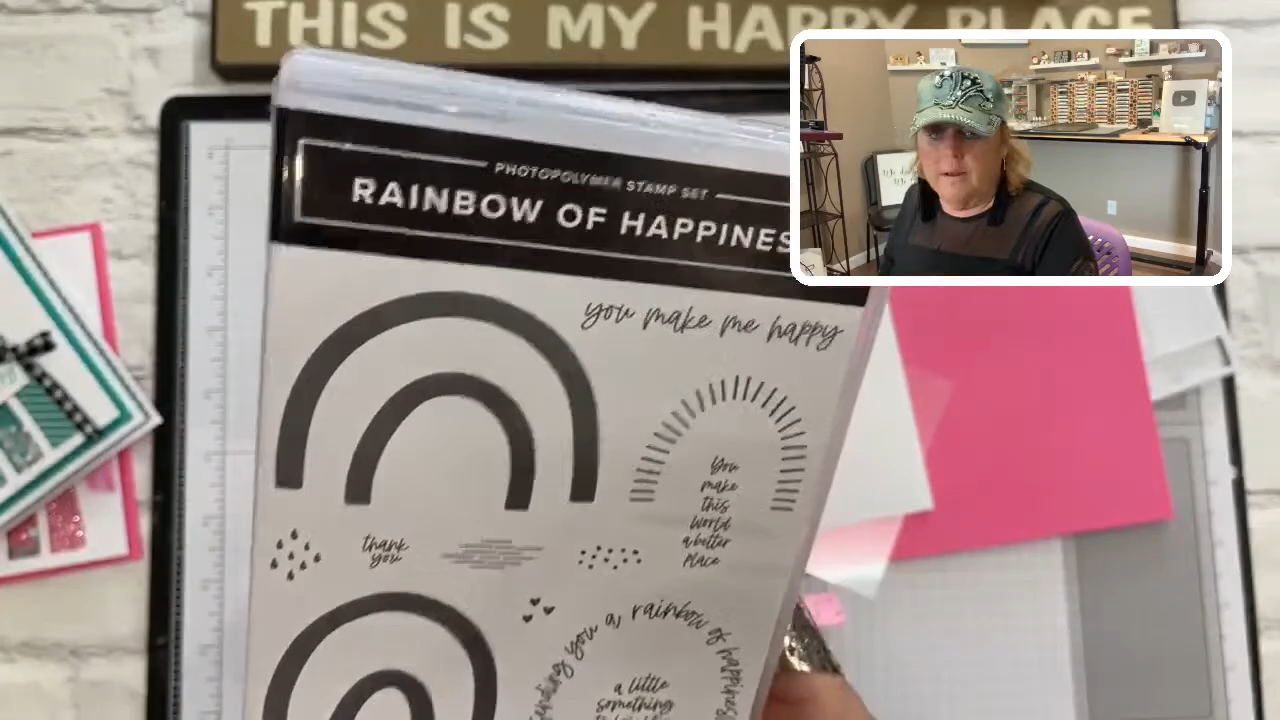 THIS IS MY HAPPY PLACE
PHOTOPOLYMER STAMP SET
RAINBOW OF HAPPINES
you make me happy
You
make
this
world
a better
place
thank
you
sending you a rainbow of happines
a little
something